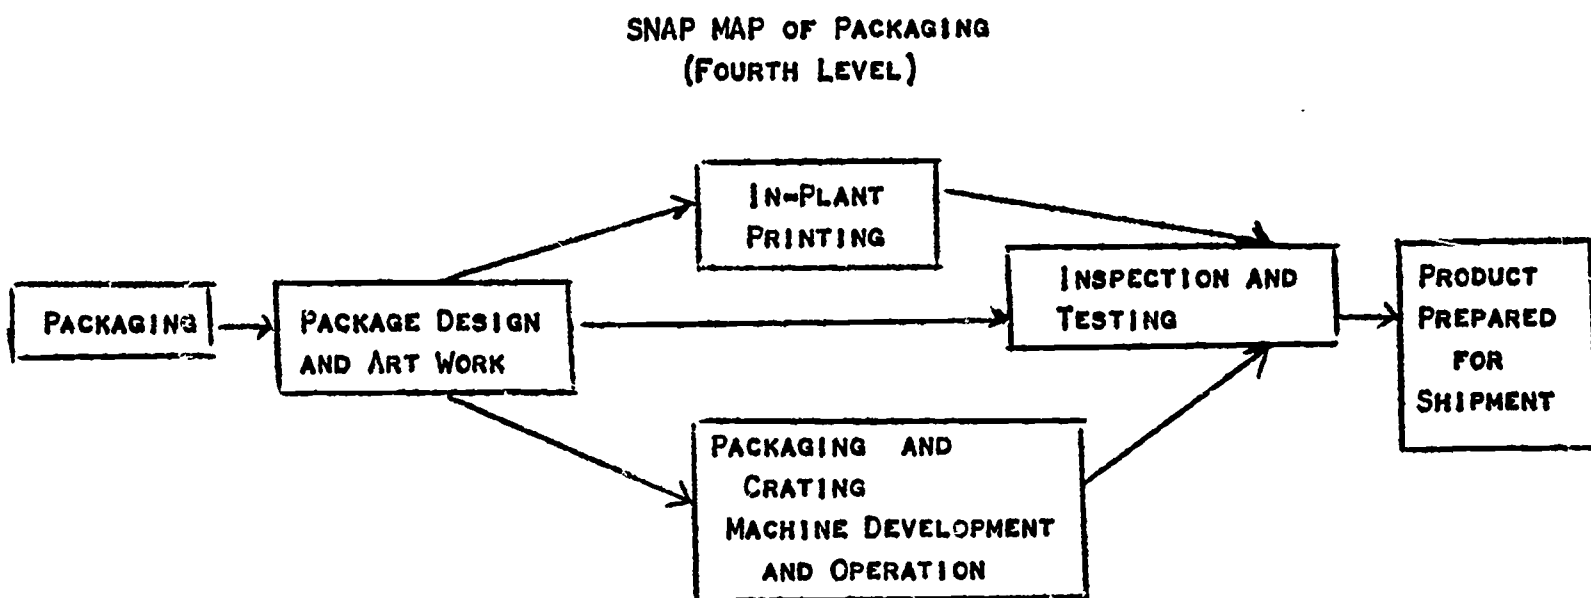 SNAP MAP OF PACKAGING
(FOURTH LEVEL)
IN-PLANT
PRINTING
PACKAGING
PACKAGE DESIGN
AND ART WORK
INSPECTION AND
TESTING
PRODUCT
PREPARED
FOR
SHIPMENT
PACKAGING AND
CRATING
MACHINE DEVELOPMENT
AND OPERATION